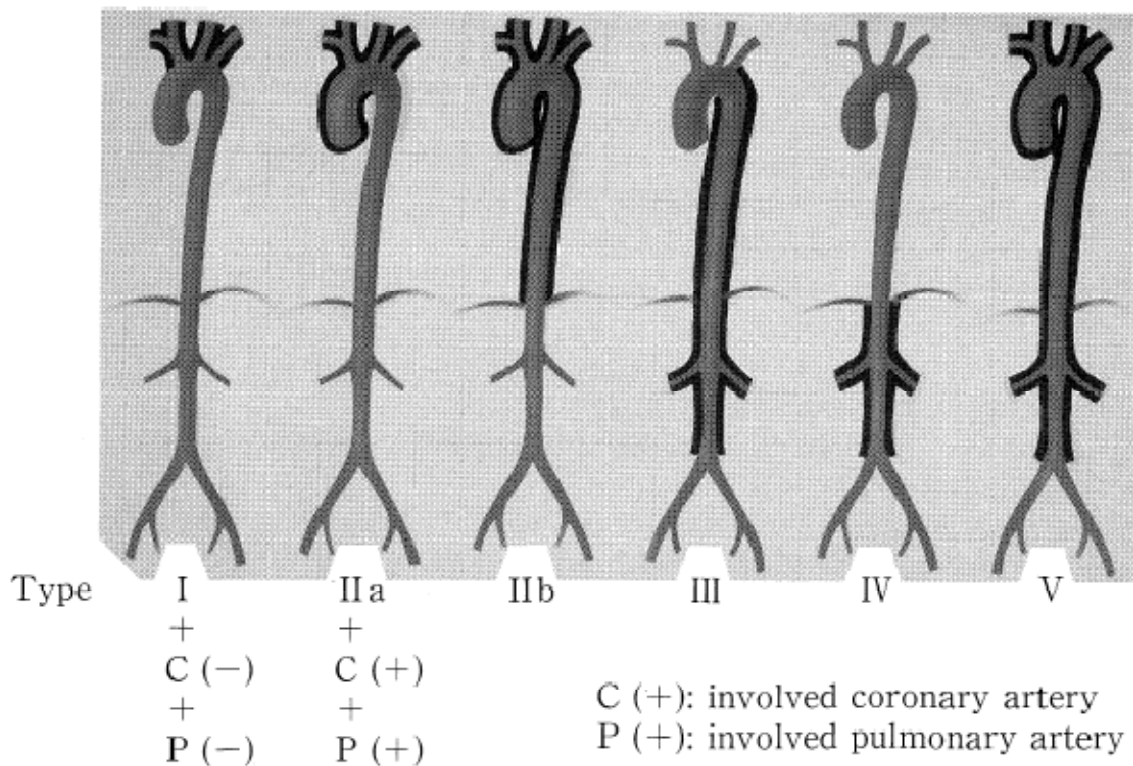 Type I IIa IIb III IV V
+ +
C (−) C (+)
+ +
P (−) P (+)
C (+): involved coronary artery
P (+): involved pulmonary artery